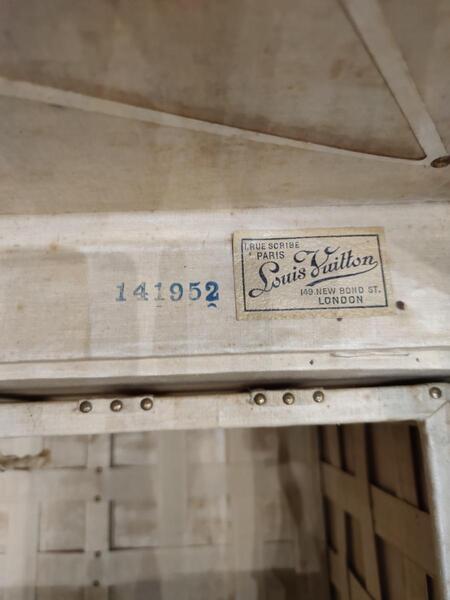 1.RUE SCRIBE
PARIS
Louis Vuitton
149.NEW BOND ST.
LONDON
141952